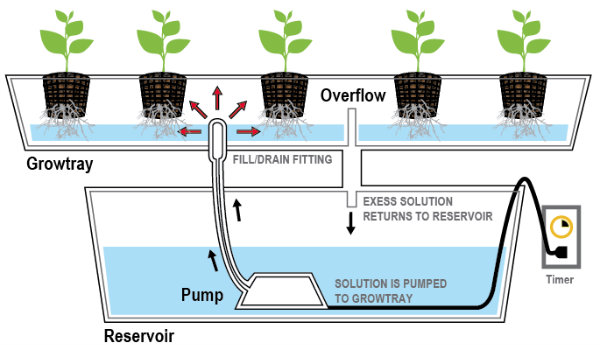 Overflow
Growtray
FILL/DRAIN FITTING
EXESS SOLUTION
RETURNS TO RESERVOIR
Timer
SOLUTION IS PUMPED
TO GROWTRAY
Pump
Reservoir